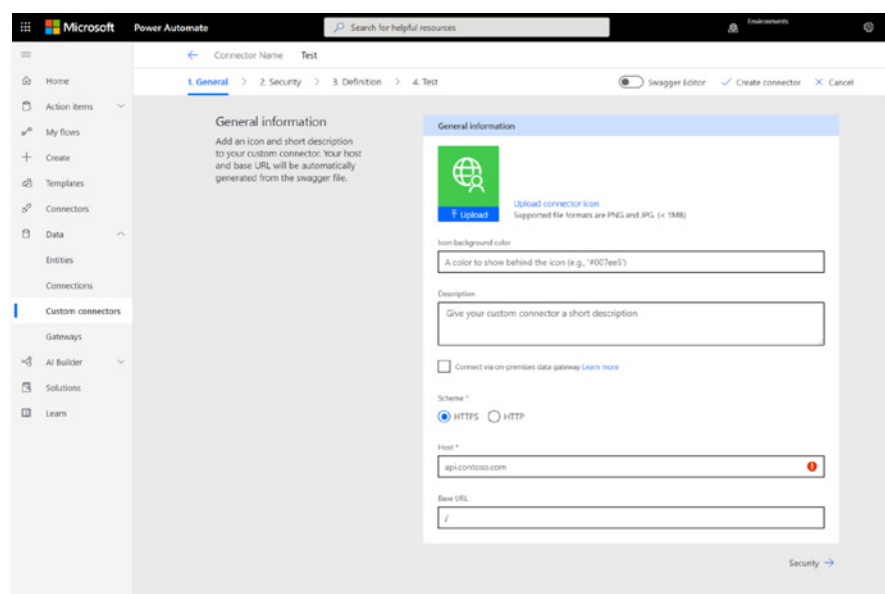 Microsoft Power Automate Search for helpful resources Environments
Connector Name Test
1. General > 2. Security > 3. Definition > 4. Test Swagger Editor Create connector Cancel
Home
Action items
My flows
Create
Templates
Connectors
Data
Entities
Connections
Custom connectors
Gateways
AI Builder
Solutions
Learn
General information
Add an icon and short description
to your custom connector. Your host
and base URL will be automatically
generated from the swagger file.
General information
Upload
Upload connector icon
Supported file formats are PNG and JPG. (< 1MB)
Icon background color
A color to show behind the icon (e.g., '#007ee5')
Description
Give your custom connector a short description
Connect via on-premises data gateway Learn more
Scheme *
HTTPS HTTP
Host *
api.contoso.com
Base URL
/
Security